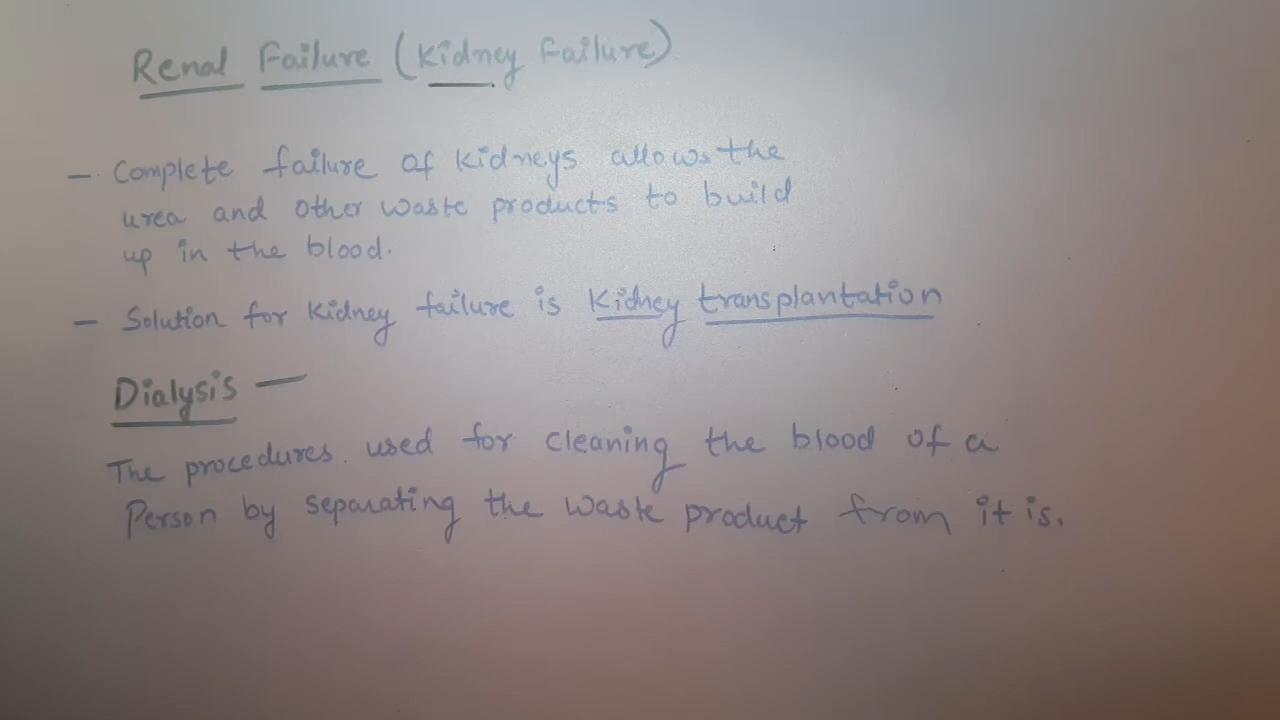 Renal Failure (Kidney Failure)
- Complete failure of kidneys allows the
urea and other waste products to build
up in the blood.
- Solution for kidney failure is kidney transplantation
Dialysis -
The procedures used for cleaning the blood of a
Person by separating the waste product from it is.